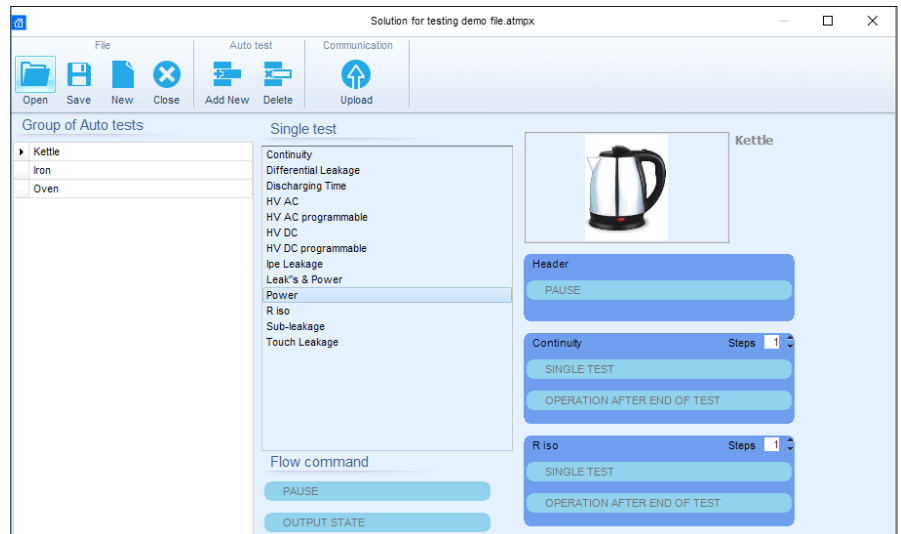 Solution for testing demo file.atmpx
File
Auto test
Communication
Open
Save
New
Close
Add New
Delete
Upload
Group of Auto tests
Kettle
Iron
Oven
Single test
Continuity
Differential Leakage
Discharging Time
HV AC
HV AC programmable
HV DC
HV DC programmable
Ipe Leakage
Leak"s & Power
Power
R iso
Sub-leakage
Touch Leakage
Flow command
PAUSE
OUTPUT STATE
Kettle
Header
PAUSE
Continuity Steps 1
SINGLE TEST
OPERATION AFTER END OF TEST
R iso Steps 1
SINGLE TEST
OPERATION AFTER END OF TEST